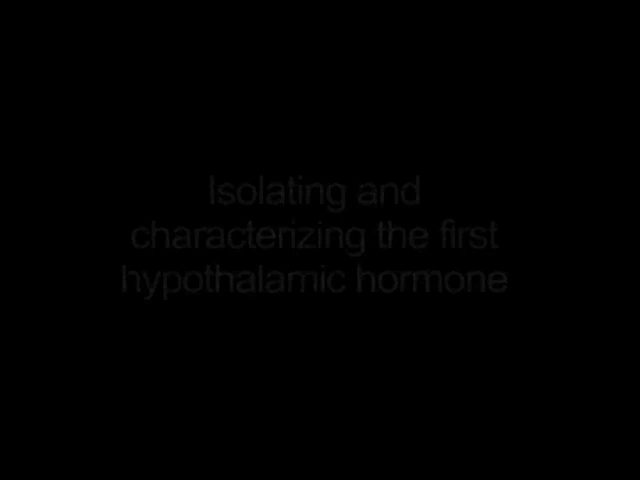 Isolating and
characterizing the first
hypothalamic hormone